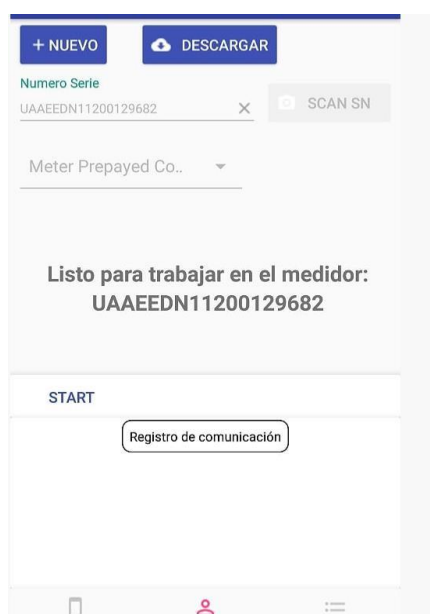 + NUEVO
DESCARGAR
Numero Serie
UAAEEDN11200129682
SCAN SN
Meter Prepayed Co..
Listo para trabajar en el medidor:
UAAEEDN11200129682
START
Registro de comunicación